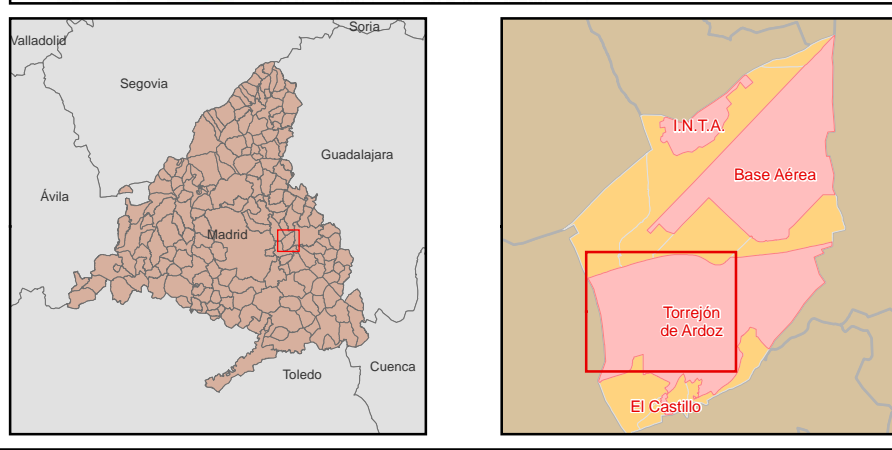 Valladolid
Soria
Segovia
Guadalajara
Ávila
Madrid
Toledo
Cuenca
I.N.T.A.
Base Aérea
Torrejón
de Ardoz
El Castillo